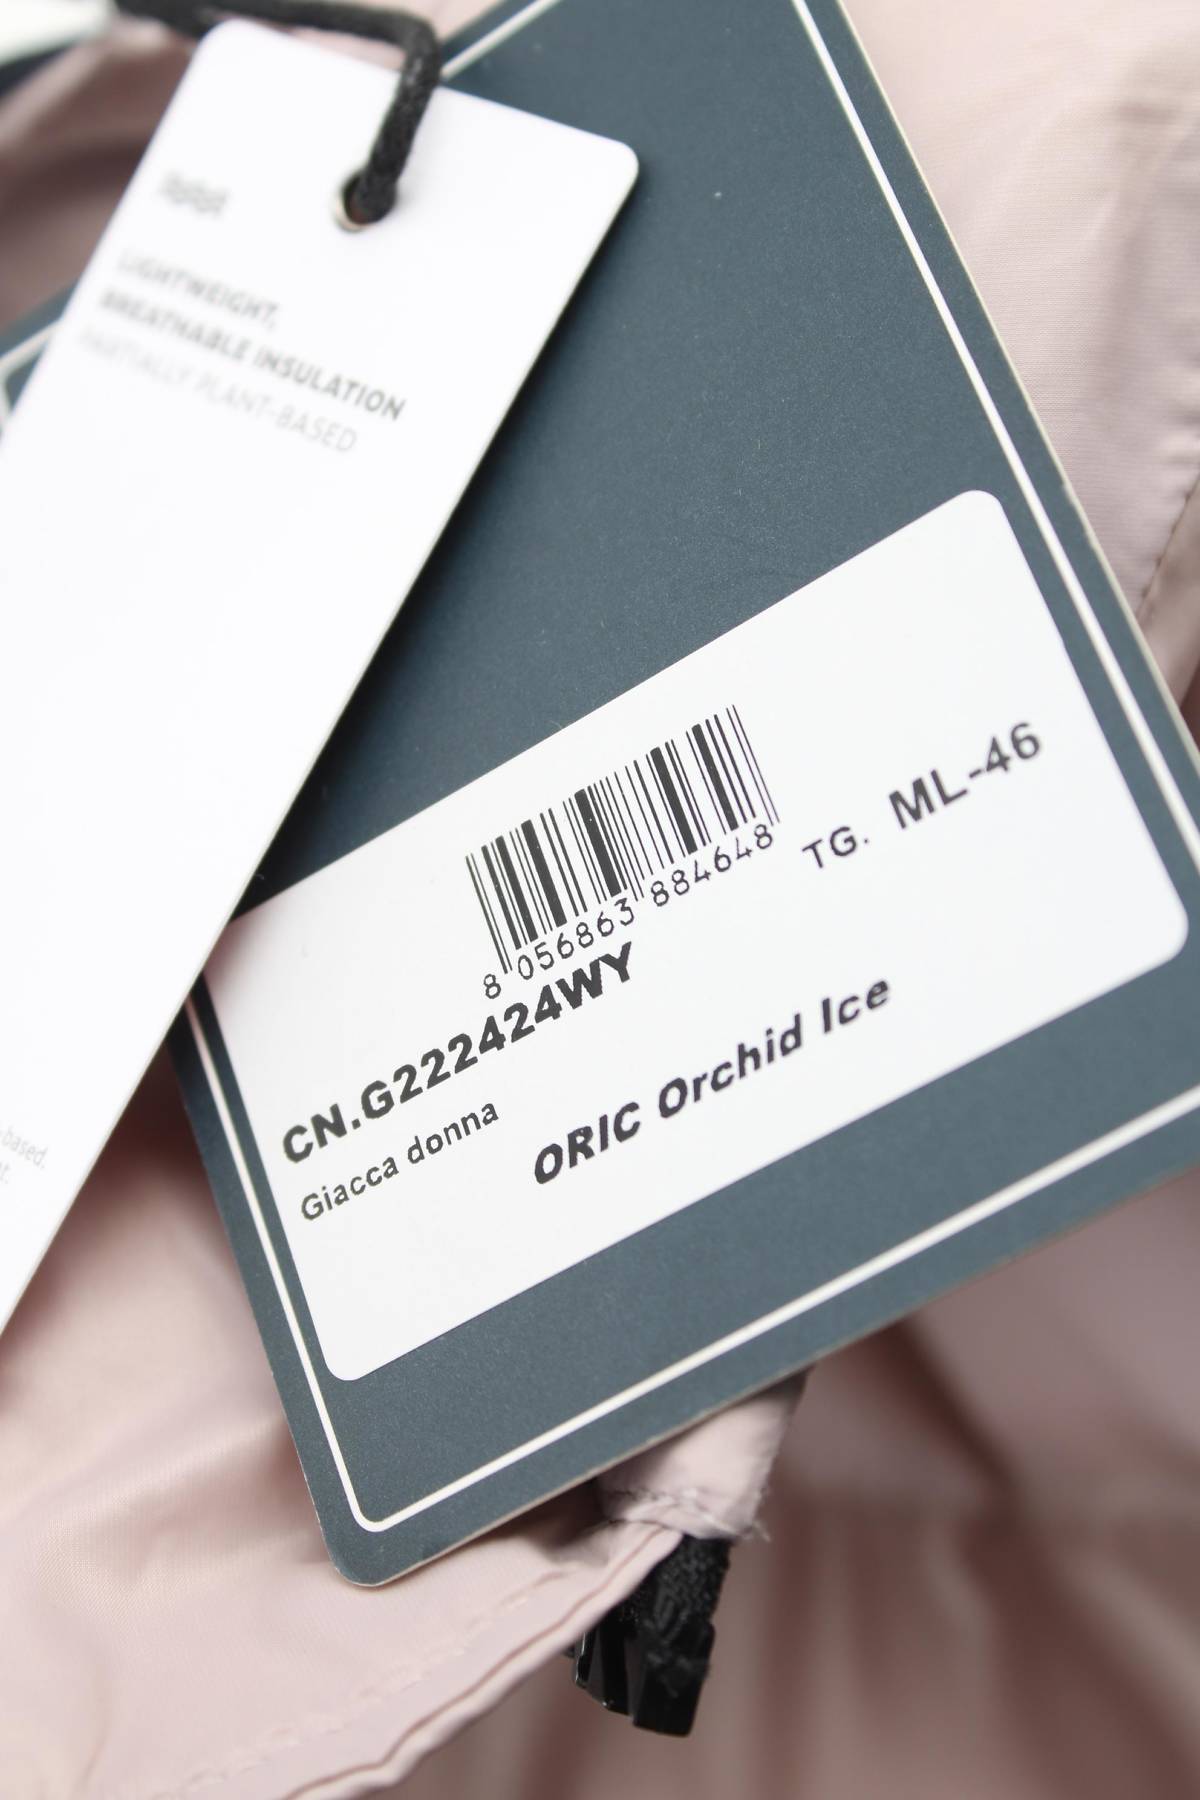 LIGHTWEIGHT,
BREATHABLE INSULATION
PARTIALLY PLANT-BASED
-based.
8 056863 884648
TG. ML-46
CN.G222424WY
Giacca donna
ORIC Orchid Ice